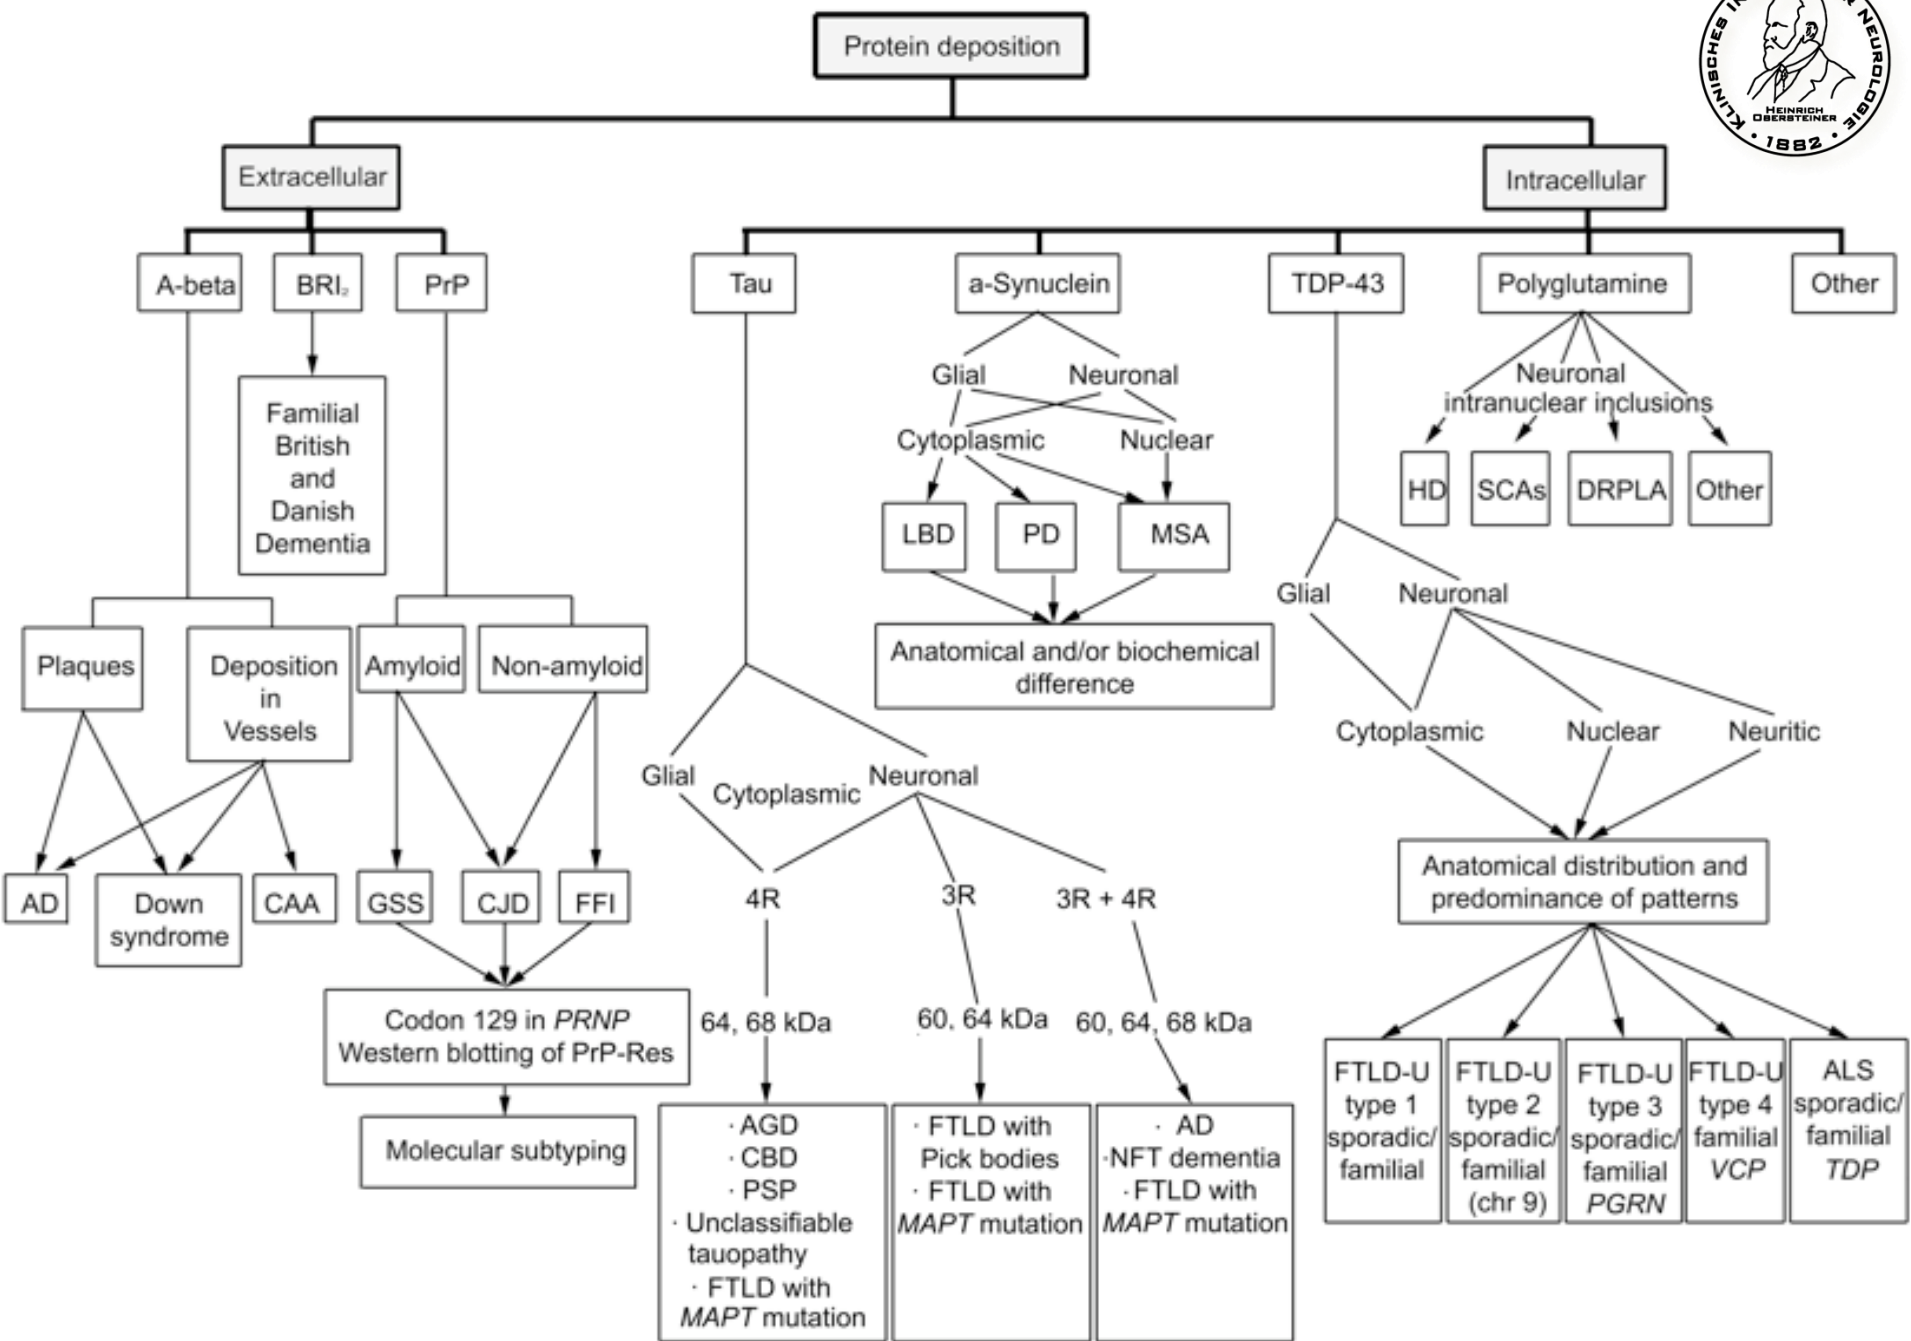 Protein deposition
KLINISCHES IN
R NEUROLOGIE
HEINRICH
OBERSTEINER
· 1882 ·
Extracellular
Intracellular
A-beta
BRI₂
PrP
Tau
a-Synuclein
TDP-43
Polyglutamine
Other
Familial
British
and
Danish
Dementia
Glial
Neuronal
Cytoplasmic
Nuclear
LBD
PD
MSA
Anatomical and/or biochemical
difference
Neuronal
intranuclear inclusions
HD
SCAs
DRPLA
Other
Plaques
Deposition
in
Vessels
Amyloid
Non-amyloid
AD
Down
syndrome
CAA
GSS
CJD
FFI
Codon 129 in PRNP
Western blotting of PrP-Res
Molecular subtyping
Glial
Cytoplasmic
Neuronal
4R
3R
3R + 4R
64, 68 kDa
60, 64 kDa
60, 64, 68 kDa
· AGD
· CBD
· PSP
· Unclassifiable
tauopathy
· FTLD with
MAPT mutation
· FTLD with
Pick bodies
· FTLD with
MAPT mutation
· AD
·NFT dementia
· FTLD with
MAPT mutation
Glial
Neuronal
Cytoplasmic
Nuclear
Neuritic
Anatomical distribution and
predominance of patterns
FTLD-U
type 1
sporadic/
familial
FTLD-U
type 2
sporadic/
familial
(chr 9)
FTLD-U
type 3
sporadic/
familial
PGRN
FTLD-U
type 4
familial
VCP
ALS
sporadic/
familial
TDP